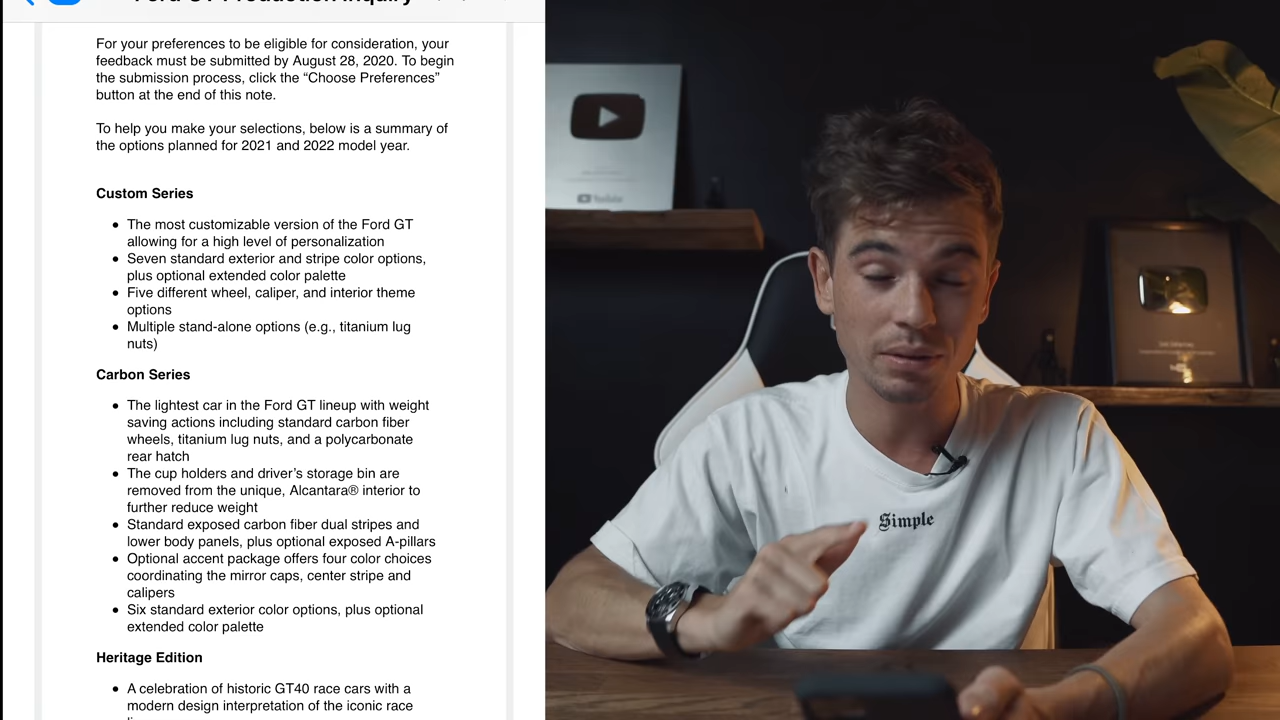 For your preferences to be eligible for consideration, your
feedback must be submitted by August 28, 2020. To begin
the submission process, click the “Choose Preferences”
button at the end of this note.
To help you make your selections, below is a summary of
the options planned for 2021 and 2022 model year.
Custom Series
The most customizable version of the Ford GT
allowing for a high level of personalization
Seven standard exterior and stripe color options,
plus optional extended color palette
Five different wheel, caliper, and interior theme
options
Multiple stand-alone options (e.g., titanium lug
nuts)
Carbon Series
The lightest car in the Ford GT lineup with weight
saving actions including standard carbon fiber
wheels, titanium lug nuts, and a polycarbonate
rear hatch
The cup holders and driver’s storage bin are
removed from the unique, Alcantara® interior to
further reduce weight
Standard exposed carbon fiber dual stripes and
lower body panels, plus optional exposed A-pillars
Optional accent package offers four color choices
coordinating the mirror caps, center stripe and
calipers
Six standard exterior color options, plus optional
extended color palette
Heritage Edition
A celebration of historic GT40 race cars with a
modern design interpretation of the iconic race
YouTube
Simple